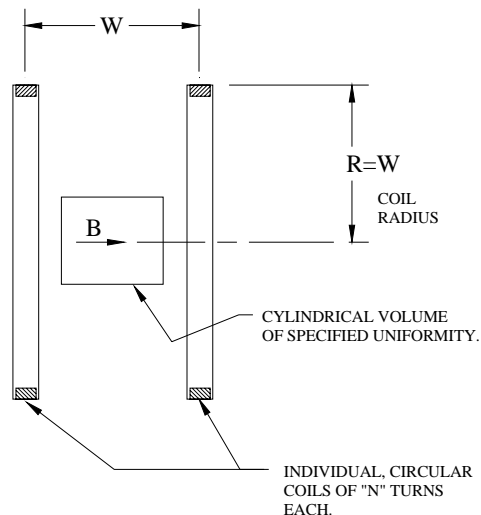 W
R=W
COIL
RADIUS
B
CYLINDRICAL VOLUME
OF SPECIFIED UNIFORMITY.
INDIVIDUAL, CIRCULAR
COILS OF "N" TURNS
EACH.